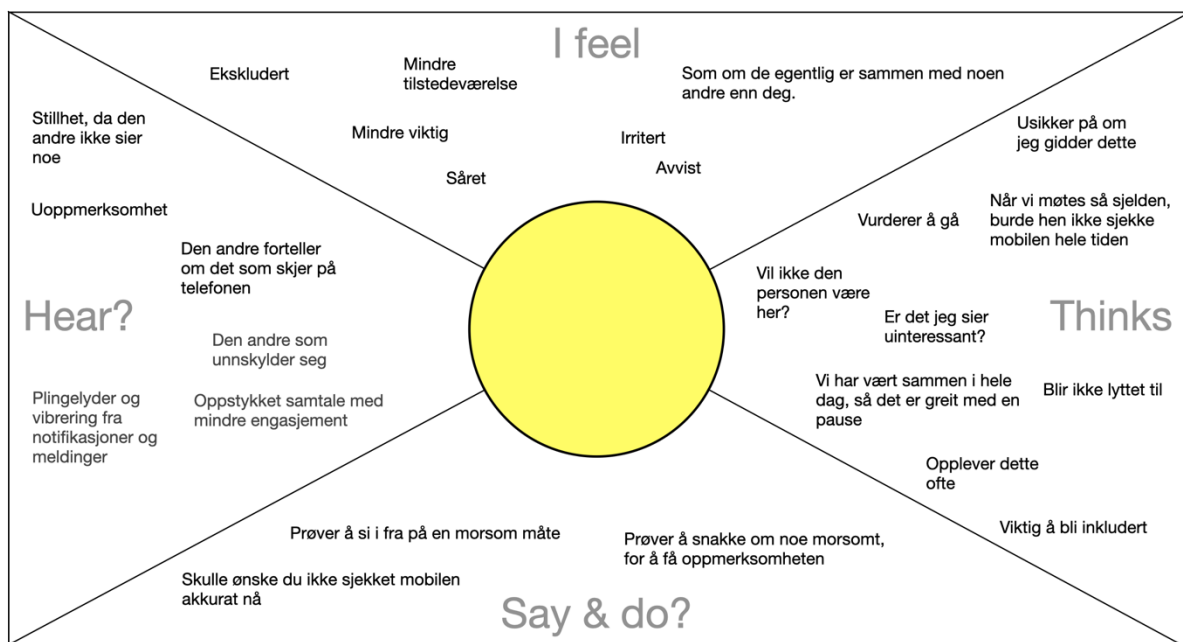 I feel
Ekskludert
Mindre
tilstedeværelse
Som om de egentlig er sammen med noen
andre enn deg.
Mindre viktig
Irritert
Såret
Avvist
Stillhet, da den
andre ikke sier
noe
Uoppmerksomhet
Den andre forteller
om det som skjer på
telefonen
Hear?
Den andre som
unnskylder seg
Plingelyder og
vibrering fra
notifikasjoner og
meldinger
Oppstykket samtale med
mindre engasjement
Usikker på om
jeg gidder dette
Vurderer å gå
Når vi møtes så sjelden,
burde hen ikke sjekke
mobilen hele tiden
Vil ikke den
personen være
her?
Er det jeg sier
uinteressant?
Thinks
Vi har vært sammen i hele
dag, så det er greit med en
pause
Blir ikke lyttet til
Opplever dette
ofte
Viktig å bli inkludert
Prøver å si i fra på en morsom måte
Prøver å snakke om noe morsomt,
for å få oppmerksomheten
Skulle ønske du ikke sjekket mobilen
akkurat nå
Say & do?